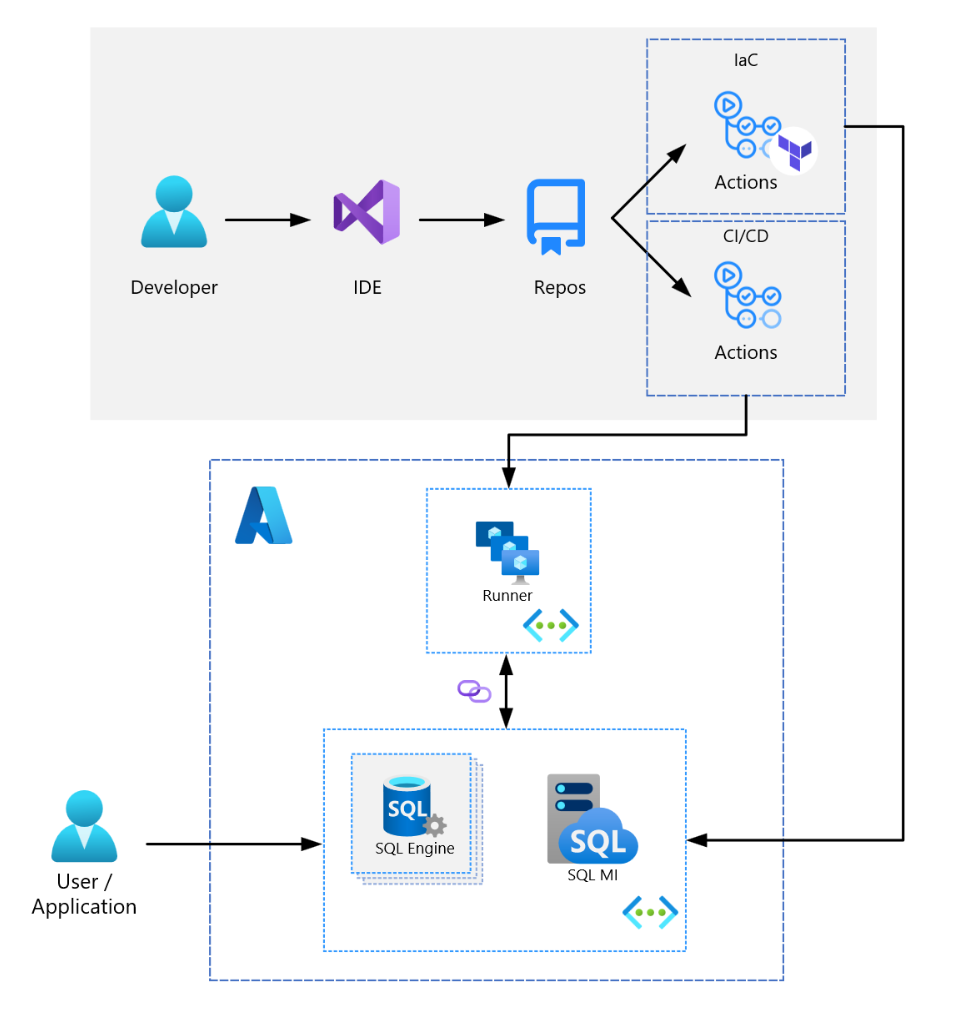 IaC
Actions
CI/CD
Developer
IDE
Repos
Actions
Runner
SQL
SQL Engine
SQL
SQL MI
User /
Application